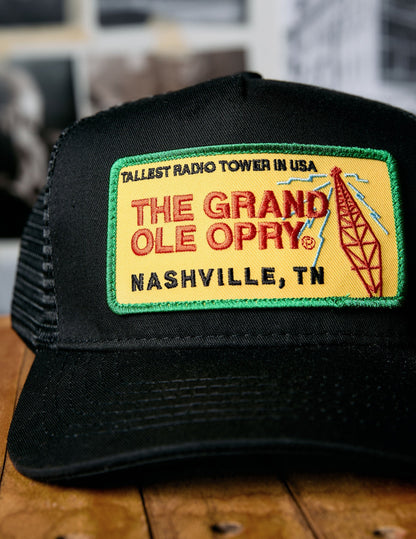 TALLEST RADIO TOWER IN USA
THE GRAND
OLE OPRY®
NASHVILLE, TN